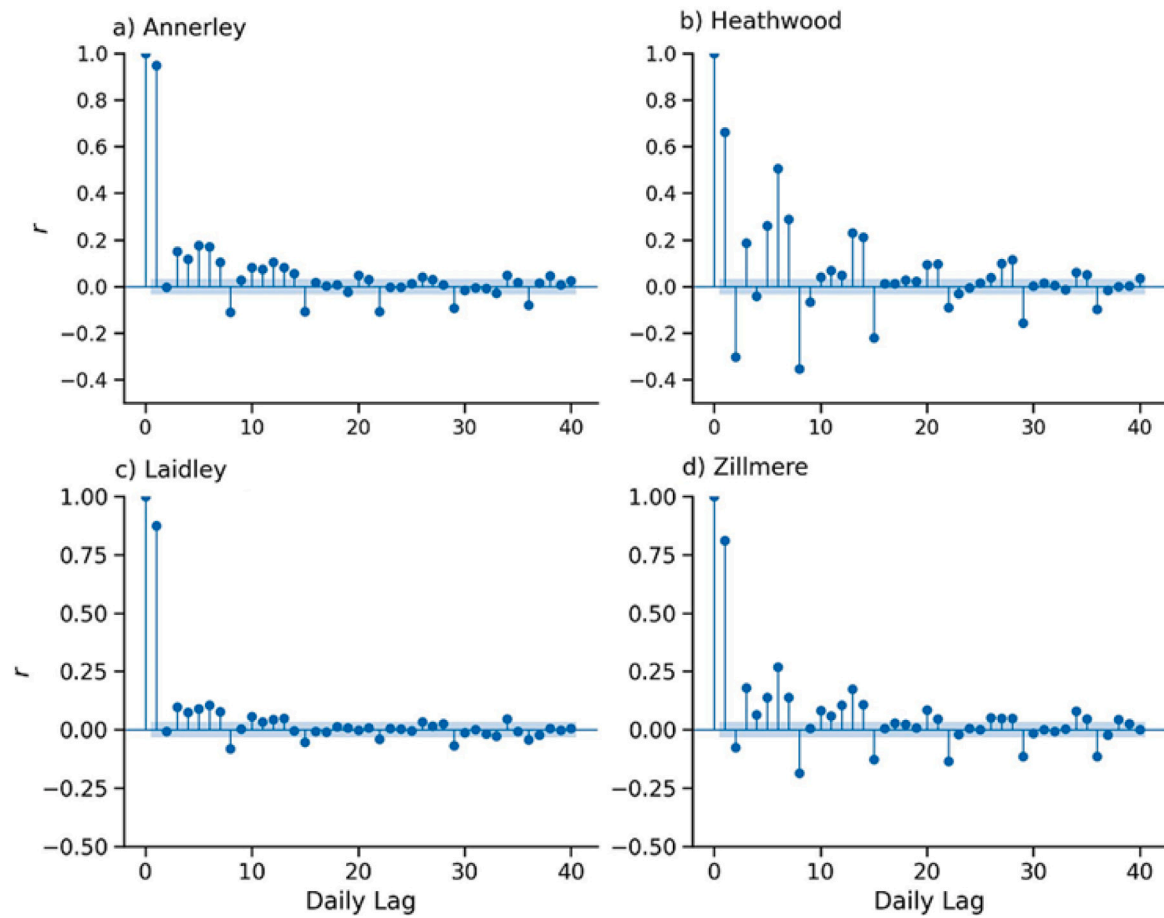 a) Annerley
b) Heathwood
1.0
0.8
0.6
0.4
0.2
0.0
−0.2
−0.4
r
0 10 20 30 40
1.0
0.8
0.6
0.4
0.2
0.0
−0.2
−0.4
0 10 20 30 40
c) Laidley
d) Zillmere
1.00
0.75
0.50
0.25
0.00
−0.25
−0.50
r
0 10 20 30 40
Daily Lag
1.00
0.75
0.50
0.25
0.00
−0.25
−0.50
0 10 20 30 40
Daily Lag